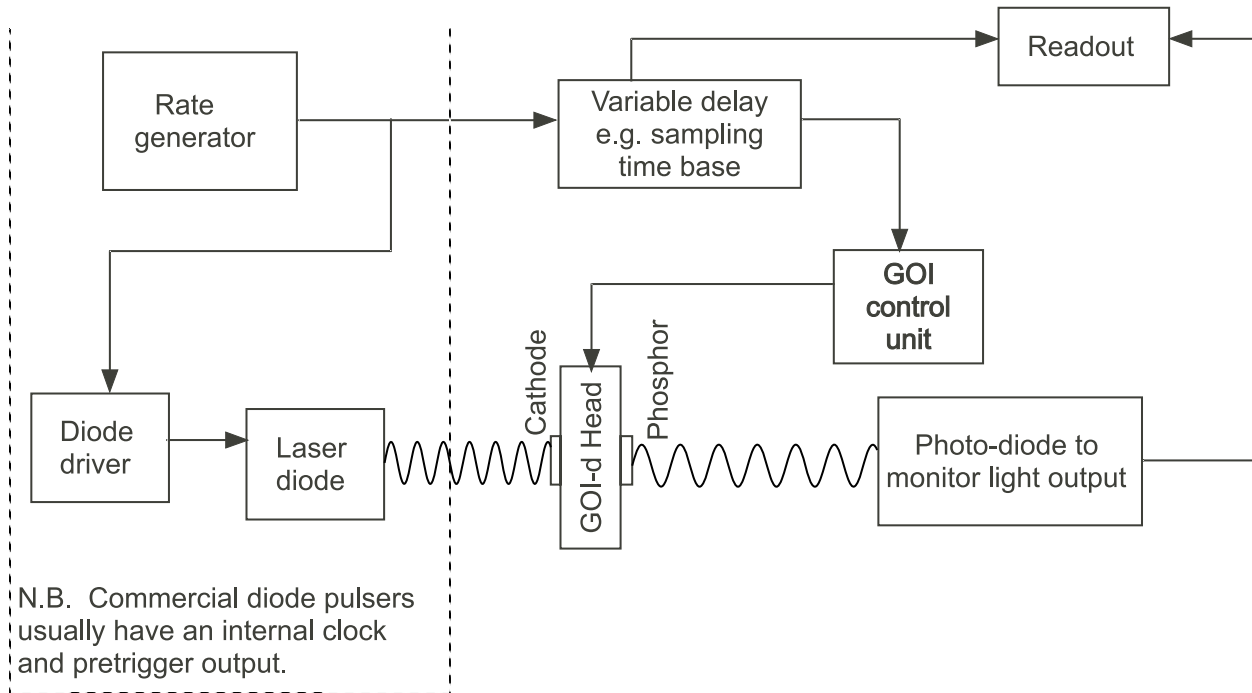 Rate
generator
Variable delay
e.g. sampling
time base
Readout
GOI
control
unit
Cathode
GOI-d Head
Phosphor
Diode
driver
Laser
diode
Photo-diode to
monitor light output
N.B. Commercial diode pulsers
usually have an internal clock
and pretrigger output.